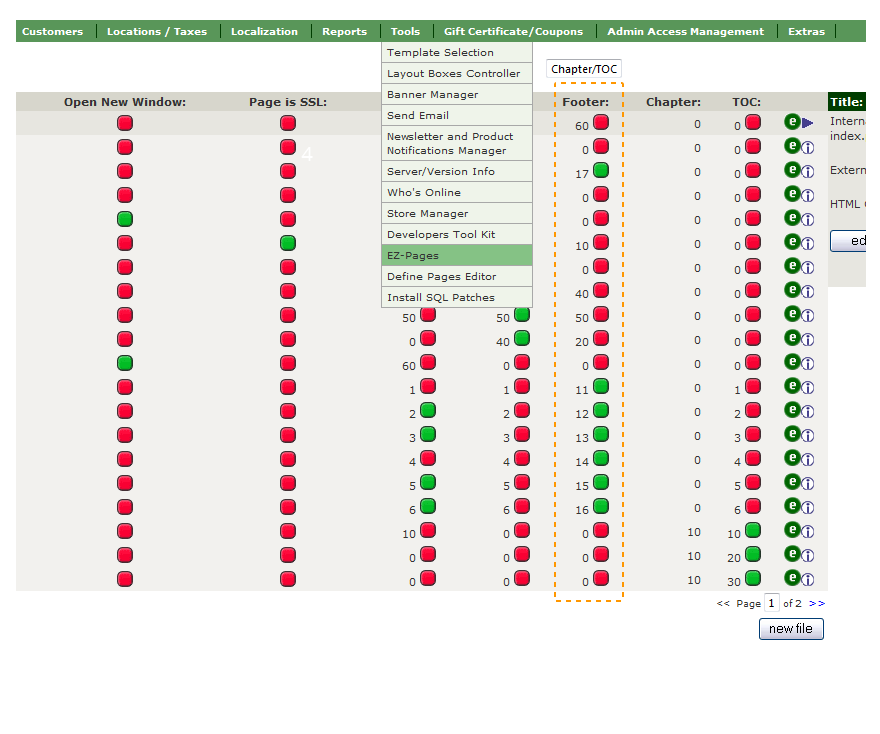 Customers Locations / Taxes Localization Reports Tools Gift Certificate/Coupons Admin Access Management Extras
Template Selection
Layout Boxes Controller
Banner Manager
Send Email
Newsletter and Product
Notifications Manager
Server/Version Info
Who's Online
Store Manager
Developers Tool Kit
EZ-Pages
Define Pages Editor
Install SQL Patches
Chapter/TOC
Open New Window: Page is SSL: Footer: Chapter: TOC: Title:
60 0 0 e Intern
index.
4
0 0 0 e i
17 0 0 e i Extern
0 0 0 e i HTML
0 0 0 e i
10 0 0 e i ed
0 0 0 e i
40 0 0 e i
50 50 50 0 0 e i
0 40 20 0 0 e i
60 0 0 0 0 e i
1 1 11 0 1 e i
2 2 12 0 2 e i
3 3 13 0 3 e i
4 4 14 0 4 e i
5 5 15 0 5 e i
6 6 16 0 6 e i
10 0 0 10 10 e i
0 0 0 10 20 e i
0 0 0 10 30 e i
<< Page 1 of 2 >>
new file